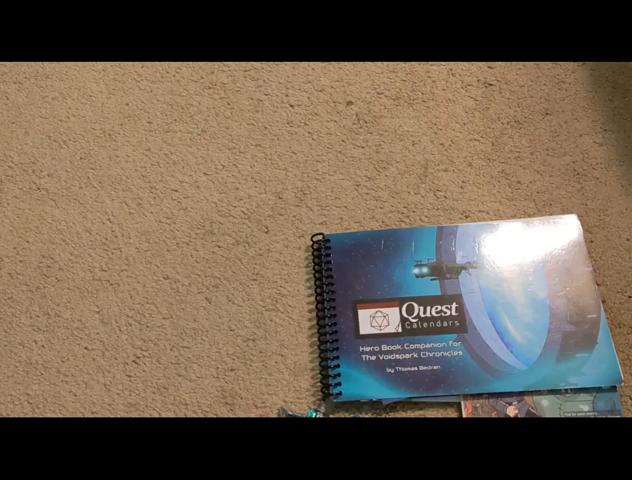 Quest
Calendars
Hero Book Companion for
The Voidspark Chronicles
by Thomas Bedran